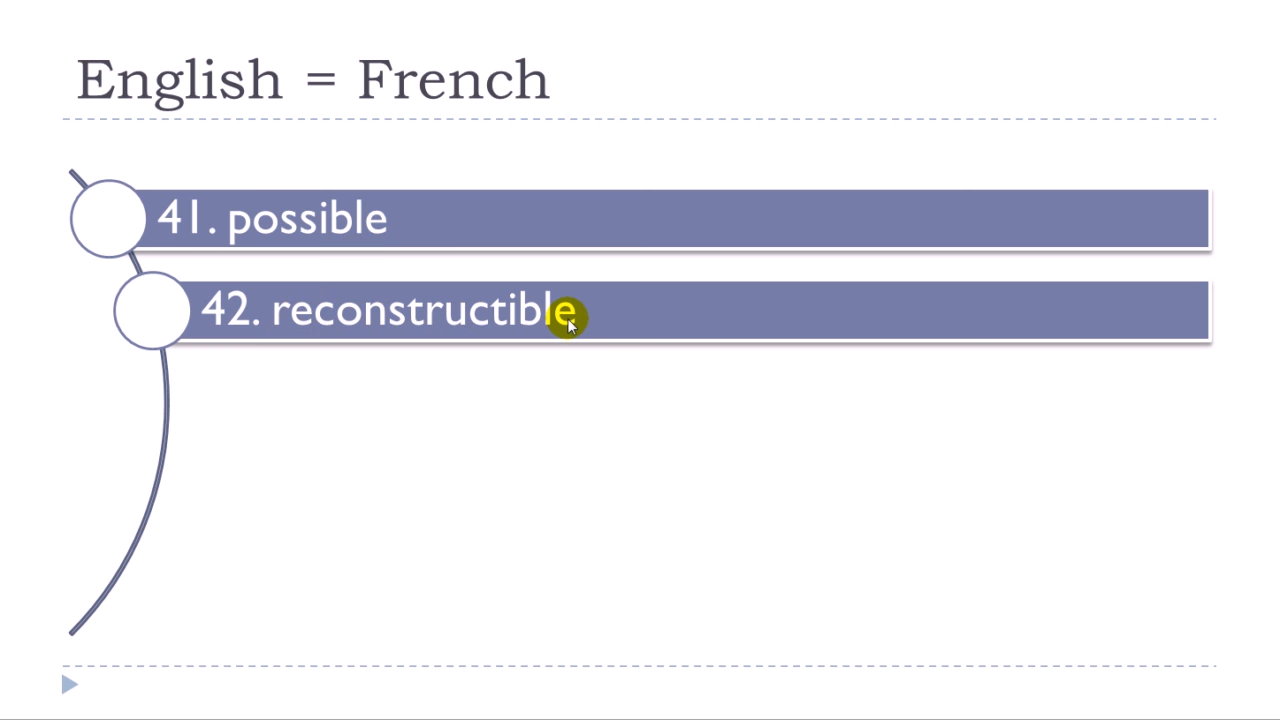 English = French
41. possible
42. reconstructible